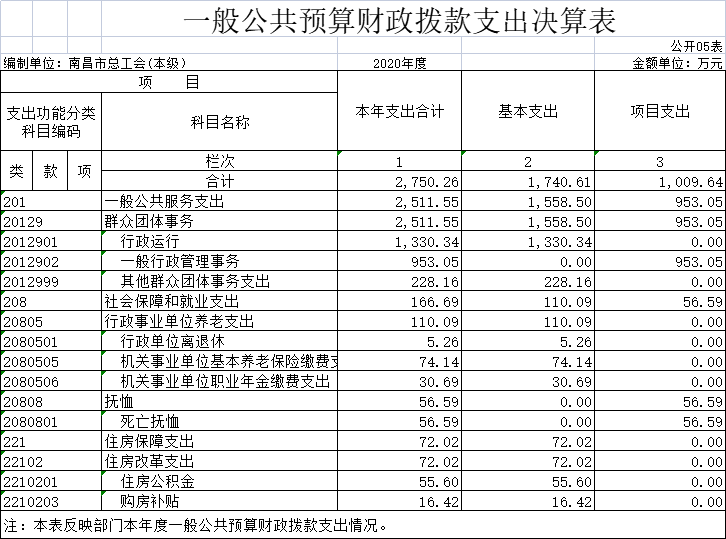 一般公共预算财政拨款支出决算表
公开05表
编制单位：南昌市总工会(本级） 2020年度 金额单位：万元
项 目 本年支出合计 基本支出 项目支出
支出功能分类科目编码 科目名称
类 款 项 栏次 1 2 3
合计 2,750.26 1,740.61 1,009.64
201 一般公共服务支出 2,511.55 1,558.50 953.05
20129 群众团体事务 2,511.55 1,558.50 953.05
2012901 行政运行 1,330.34 1,330.34 0.00
2012902 一般行政管理事务 953.05 0.00 953.05
2012999 其他群众团体事务支出 228.16 228.16 0.00
208 社会保障和就业支出 166.69 110.09 56.59
20805 行政事业单位养老支出 110.09 110.09 0.00
2080501 行政单位离退休 5.26 5.26 0.00
2080505 机关事业单位基本养老保险缴费支 74.14 74.14 0.00
2080506 机关事业单位职业年金缴费支出 30.69 30.69 0.00
20808 抚恤 56.59 0.00 56.59
2080801 死亡抚恤 56.59 0.00 56.59
221 住房保障支出 72.02 72.02 0.00
22102 住房改革支出 72.02 72.02 0.00
2210201 住房公积金 55.60 55.60 0.00
2210203 购房补贴 16.42 16.42 0.00
注：本表反映部门本年度一般公共预算财政拨款支出情况。